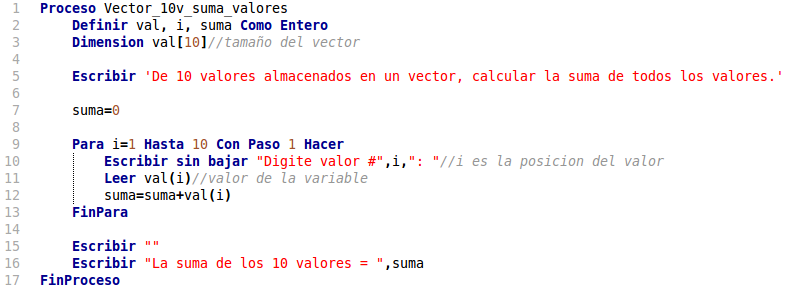 1 Proceso Vector_10v_suma_valores
2 Definir val, i, suma Como Entero
3 Dimension val[10]//tamaño del vector
4
5 Escribir 'De 10 valores almacenados en un vector, calcular la suma de todos los valores.'
6
7 suma=0
8
9 Para i=1 Hasta 10 Con Paso 1 Hacer
10 Escribir sin bajar "Digite valor #",i,": "//i es la posicion del valor
11 Leer val(i)//valor de la variable
12 suma=suma+val(i)
13 FinPara
14
15 Escribir ""
16 Escribir "La suma de los 10 valores = ",suma
17 FinProceso